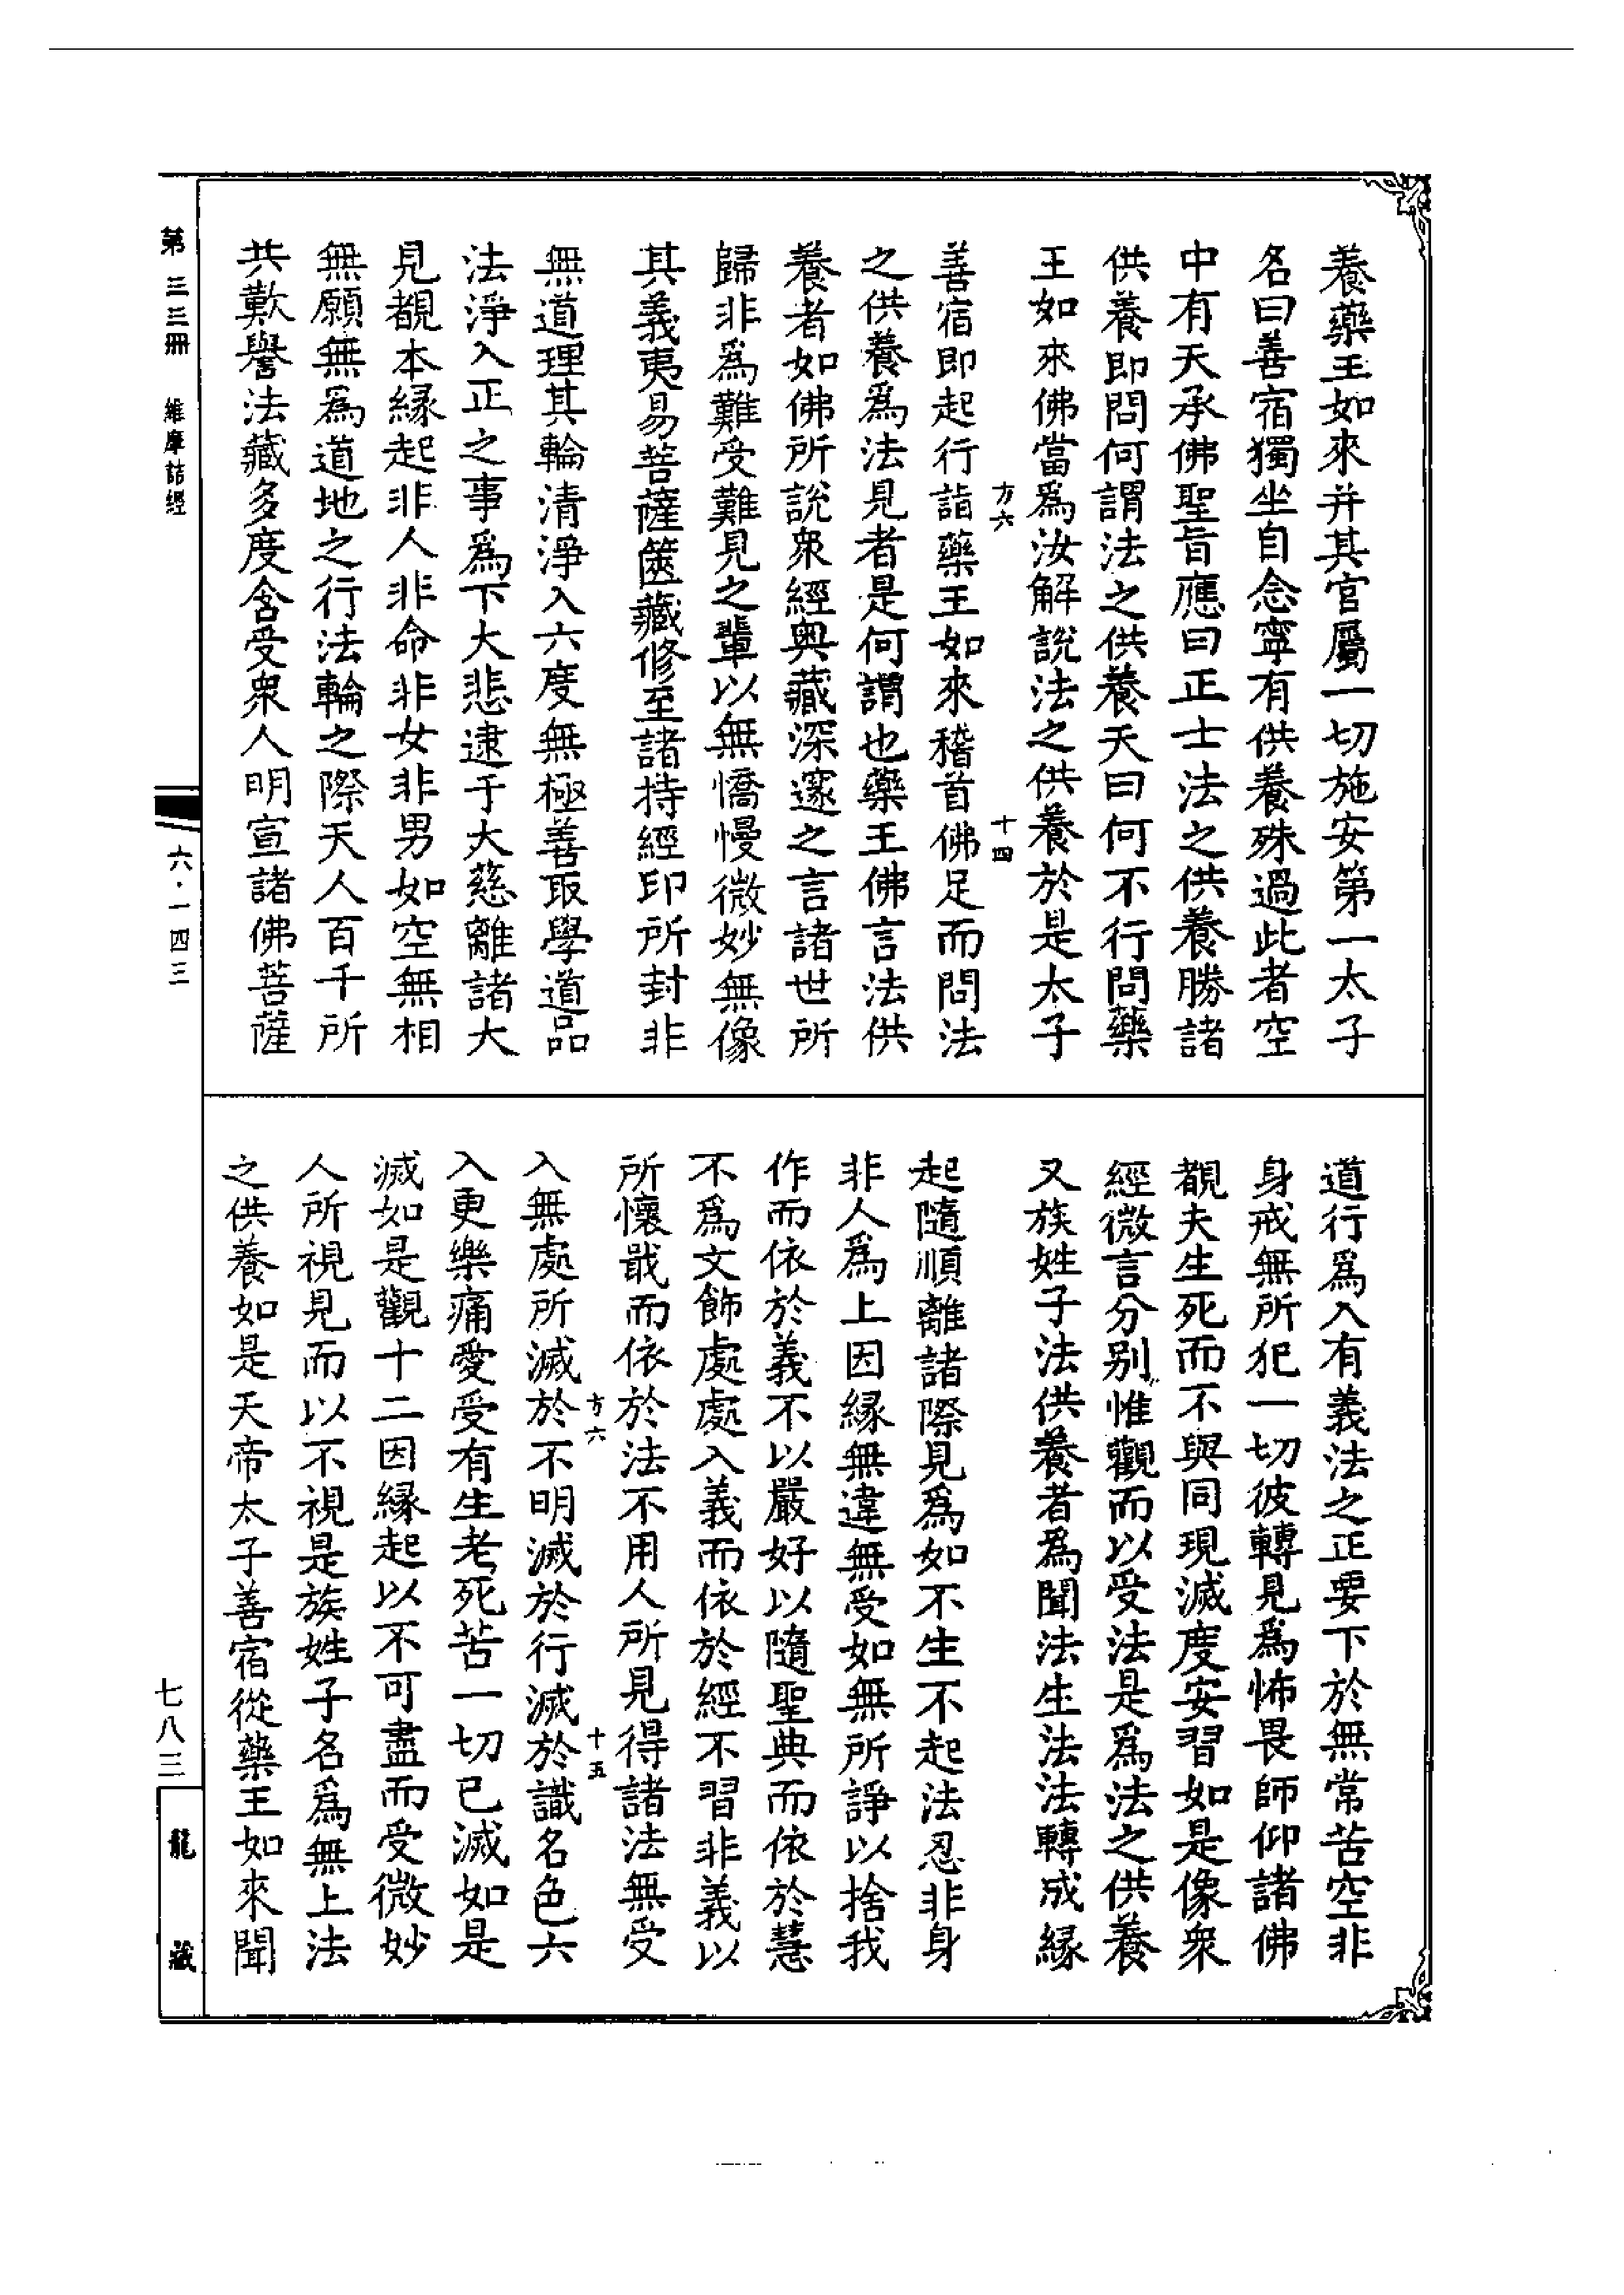 養藥王如來并其官屬一切施安第一太子
名曰善宿獨坐自念寧有供養殊過此者空
中有天承佛聖旨應曰正士法之供養勝諸
供養即問何謂法之供養天曰何不行問藥
王如來佛當爲汝解說法之供養於是太子
方六
十四
善宿即起行詣藥王如來稽首佛足而問法
之供養爲法見者是何謂也藥王佛言法供
養者如佛所說衆經奥藏深邃之言諸世所
歸非爲難受難見之輩以無憍慢微妙無像
其義夷易菩薩篋藏修至諸持經印所封非
無道理其輪清淨入六度無極善取學道品
法淨入正之事爲下大悲逮于大慈離諸大
見覩本緣起非人非命非女非男如空無相
無願無爲道地之行法輪之際天人百千所
共歎譽法藏多度含受衆人明宣諸佛菩薩
道行爲入有義法之正要下於無常苦空非
身戒無所犯一切彼轉見爲怖畏師仰諸佛
覩夫生死而不與同現滅度安習如是像衆
經微言分别惟觀而以受法是爲法之供養
又族姓子法供養者爲聞法生法法轉成緣
起隨順離諸際見爲如不生不起法忍非身
非人爲上因緣無違無受如無所諍以捨我
作而依於義不以嚴好以隨聖典而依於慧
不爲文飾處處入義而依於經不習非義以
所懷戢而依於法不用人所見得諸法無受
方六
十五
入無處所滅於不明滅於行滅於識名色六
入更樂痛愛受有生老死苦一切已滅如是
滅如是觀十二因緣起以不可盡而受微妙
人所視見而以不視是族姓子名爲無上法
之供養如是天帝太子善宿從藥王如來聞
第三三冊 維摩詰經
六·一四三
七八三
龍藏